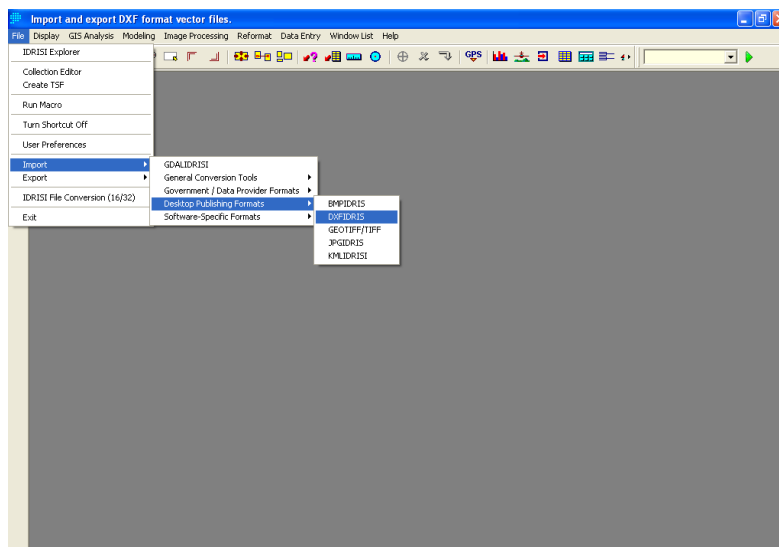 Import and export DXF format vector files.
File Display GIS Analysis Modeling Image Processing Reformat Data Entry Window List Help
IDRISI Explorer
Collection Editor
Create TSF
Run Macro
Turn Shortcut Off
User Preferences
Import
Export
IDRISI File Conversion (16/32)
Exit
GPS
GDALIDRISI
General Conversion Tools
Government / Data Provider Formats
Desktop Publishing Formats
Software-Specific Formats
BMPIDRIS
DXFIDRIS
GEOTIFF/TIFF
JPGIDRIS
KMLIDRISI